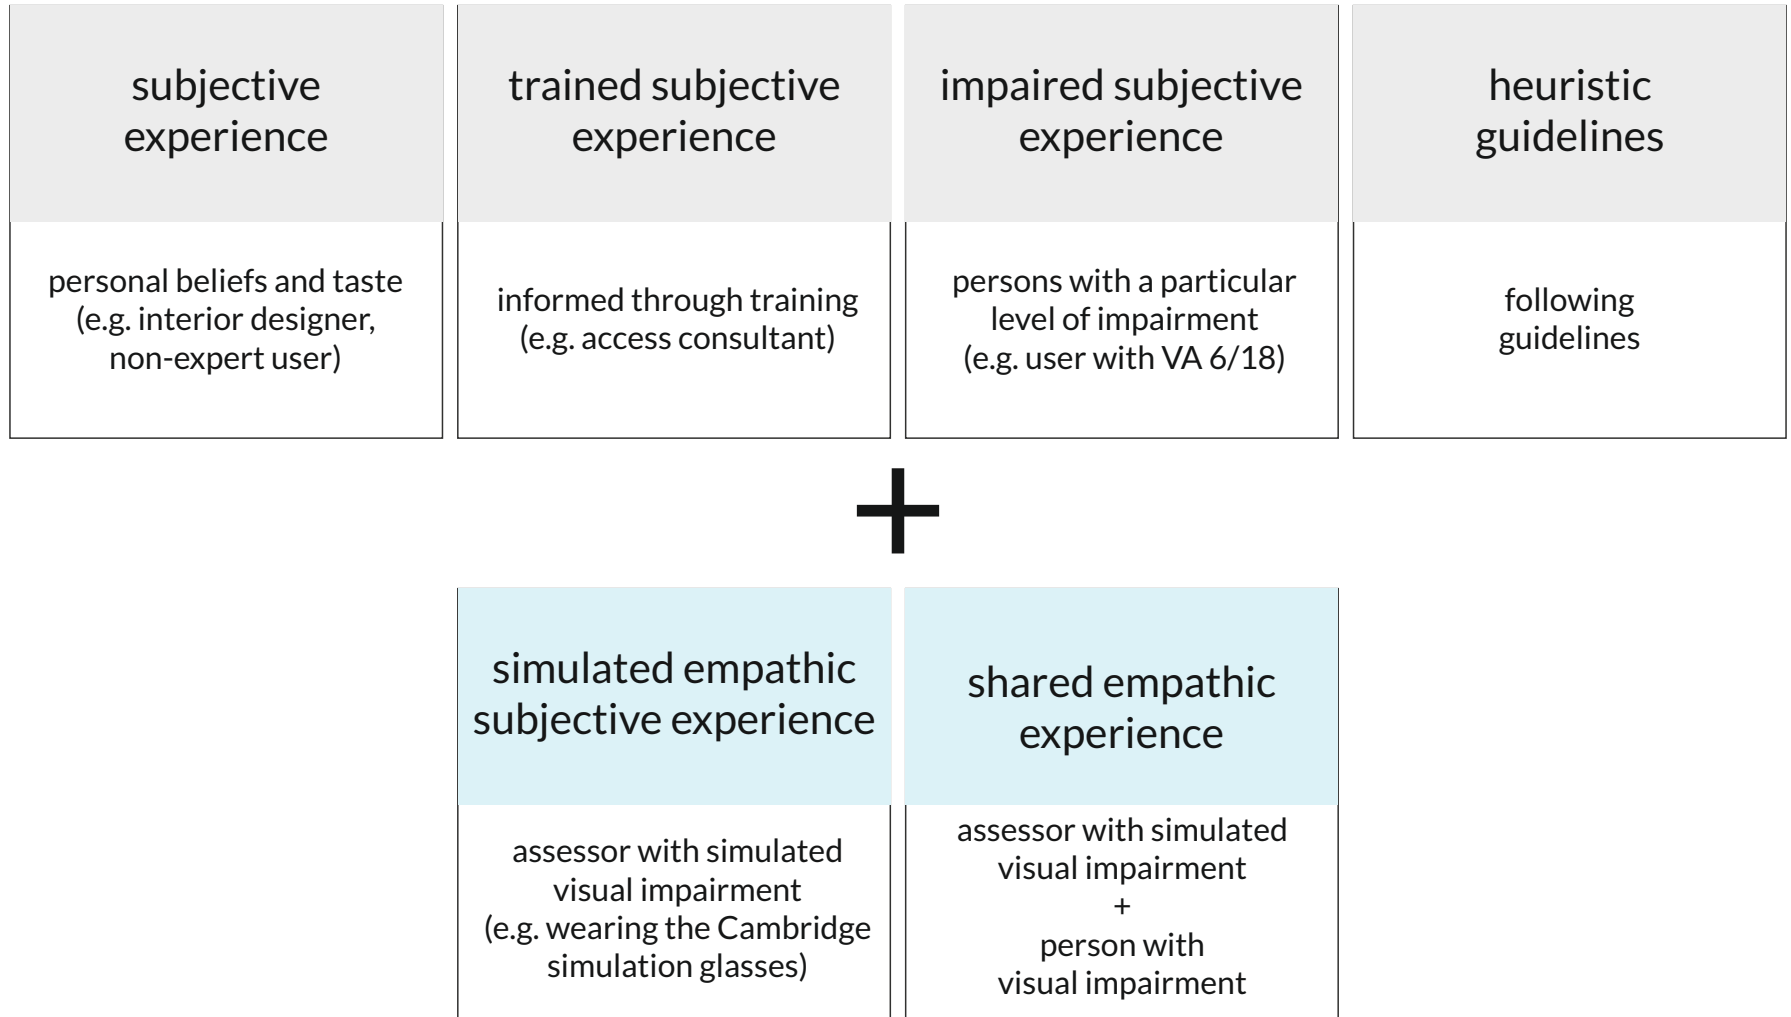 subjective
experience
personal beliefs and taste
(e.g. interior designer,
non-expert user)
trained subjective
experience
informed through training
(e.g. access consultant)
impaired subjective
experience
persons with a particular
level of impairment
(e.g. user with VA 6/18)
heuristic
guidelines
following
guidelines
+
simulated empathic
subjective experience
assessor with simulated
visual impairment
(e.g. wearing the Cambridge
simulation glasses)
shared empathic
experience
assessor with simulated
visual impairment
+
person with
visual impairment